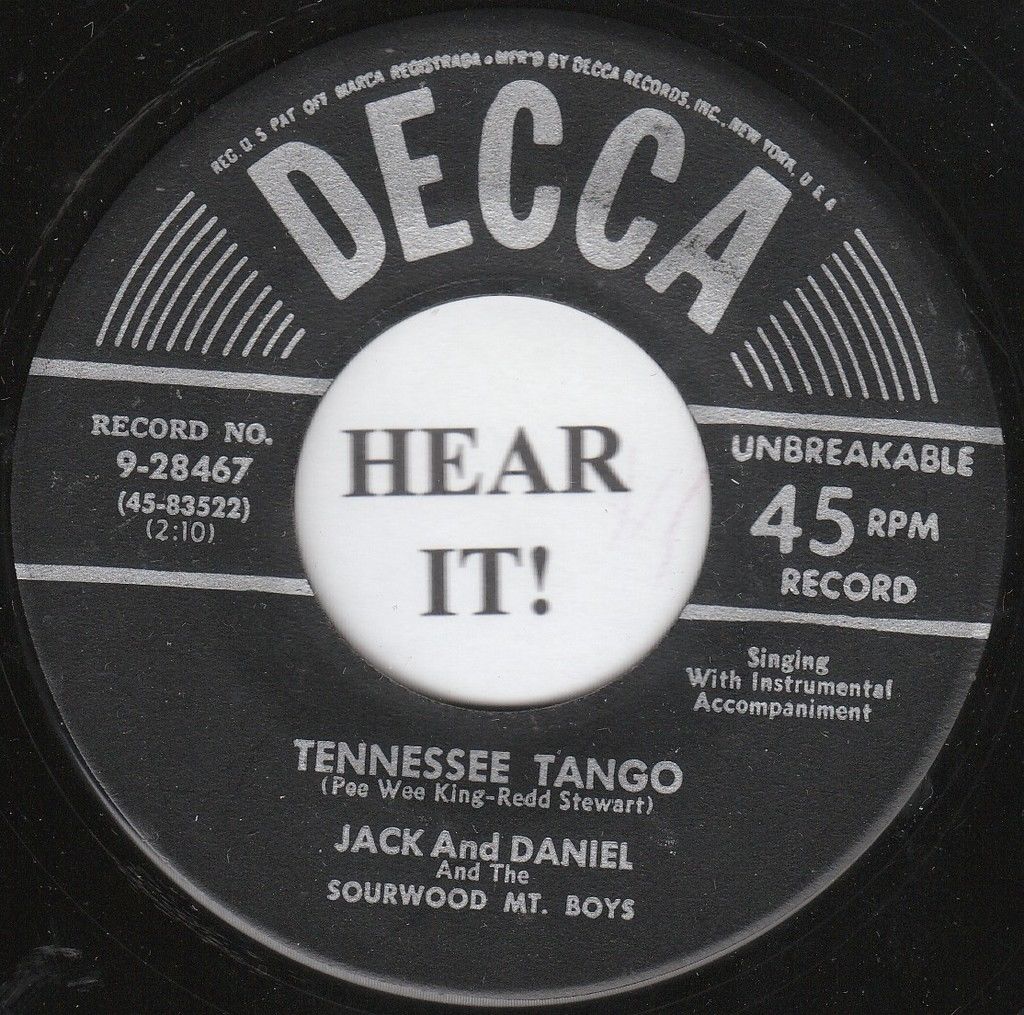 REG. U. S PAT OFF MARCA REGISTRADA • MFR'D BY DECCA RECORDS, INC., NEW YORK, U. S. A
DECCA
RECORD NO.
9-28467
(45-83522)
(2:10)
HEAR
IT!
UNBREAKABLE
45 RPM
RECORD
Singing
With Instrumental
Accompaniment
TENNESSEE TANGO
(Pee Wee King-Redd Stewart)
JACK And DANIEL
And The
SOURWOOD MT. BOYS